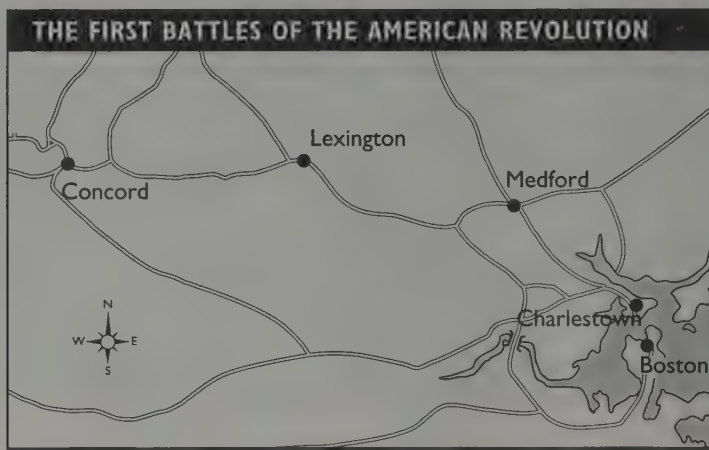 THE FIRST BATTLES OF THE AMERICAN REVOLUTION
Lexington
Medford
Concord
N
W E
S
Charlestown
Boston